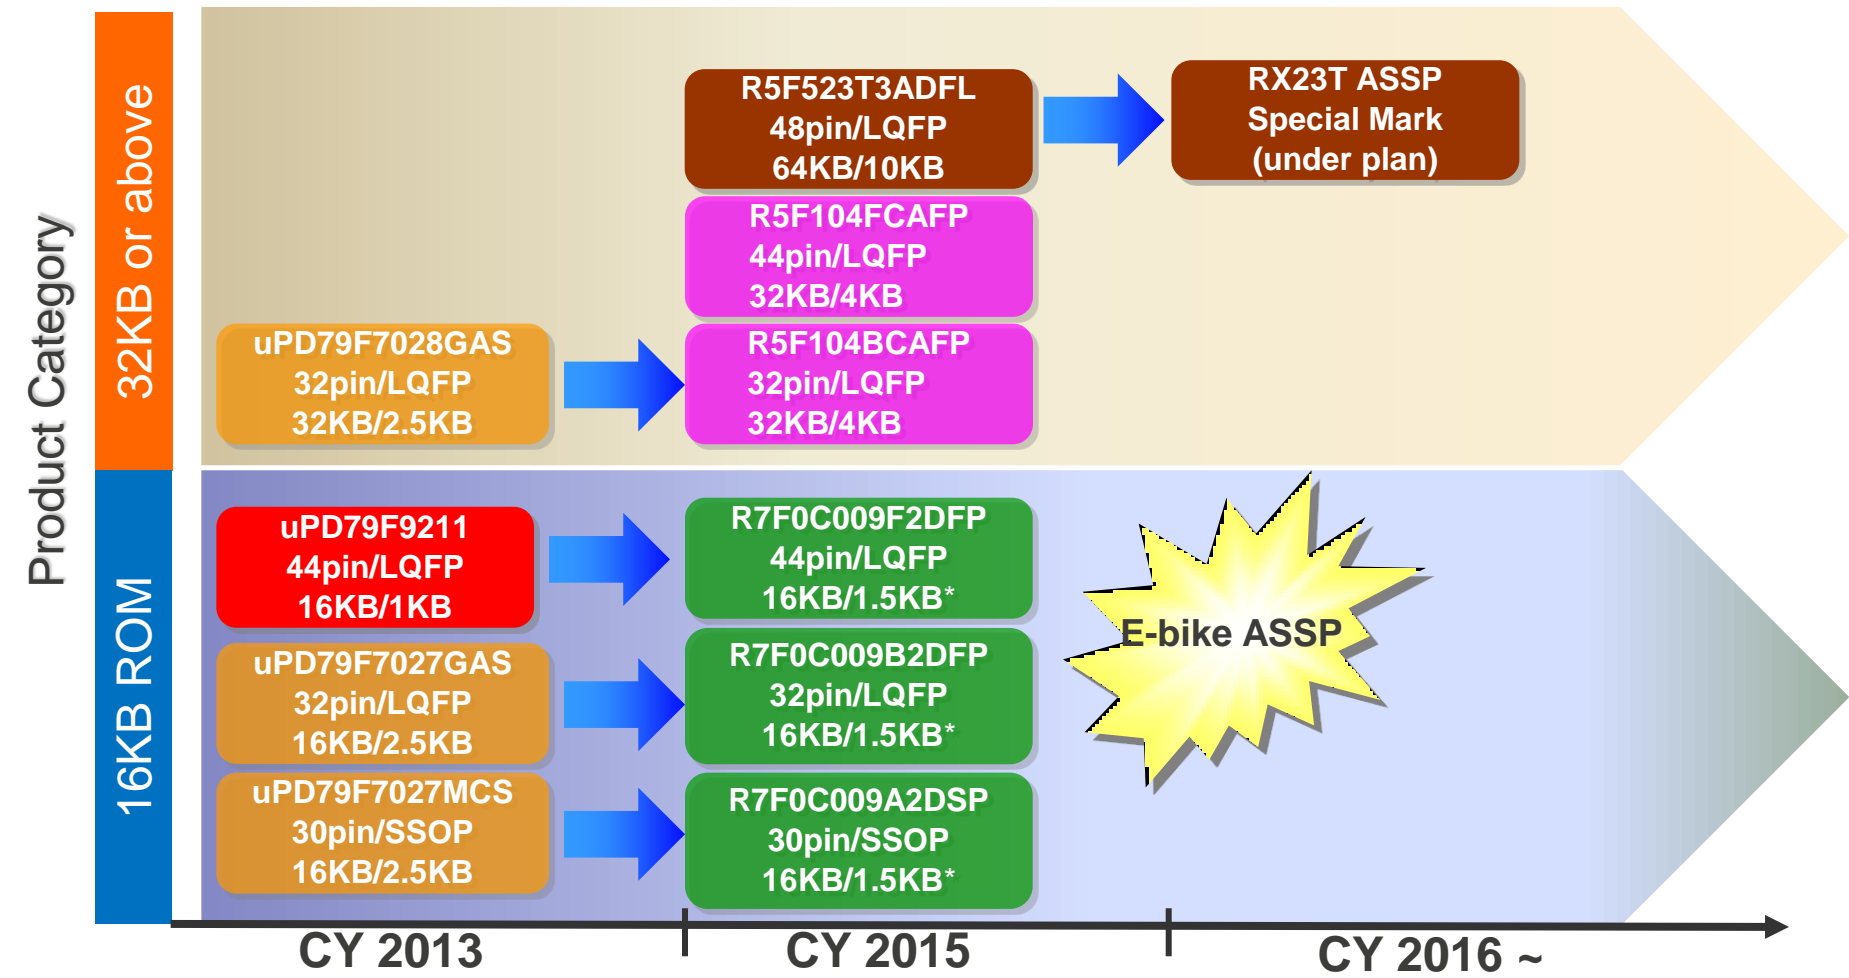 Product Category
32KB or above
16KB ROM
R5F523T3ADFL
48pin/LQFP
64KB/10KB
RX23T ASSP
Special Mark
(under plan)
R5F104FCAFP
44pin/LQFP
32KB/4KB
uPD79F7028GAS
32pin/LQFP
32KB/2.5KB
R5F104BCAFP
32pin/LQFP
32KB/4KB
uPD79F9211
44pin/LQFP
16KB/1KB
R7F0C009F2DFP
44pin/LQFP
16KB/1.5KB*
uPD79F7027GAS
32pin/LQFP
16KB/2.5KB
R7F0C009B2DFP
32pin/LQFP
16KB/1.5KB*
E-bike ASSP
uPD79F7027MCS
30pin/SSOP
16KB/2.5KB
R7F0C009A2DSP
30pin/SSOP
16KB/1.5KB*
CY 2013
CY 2015
CY 2016 ~